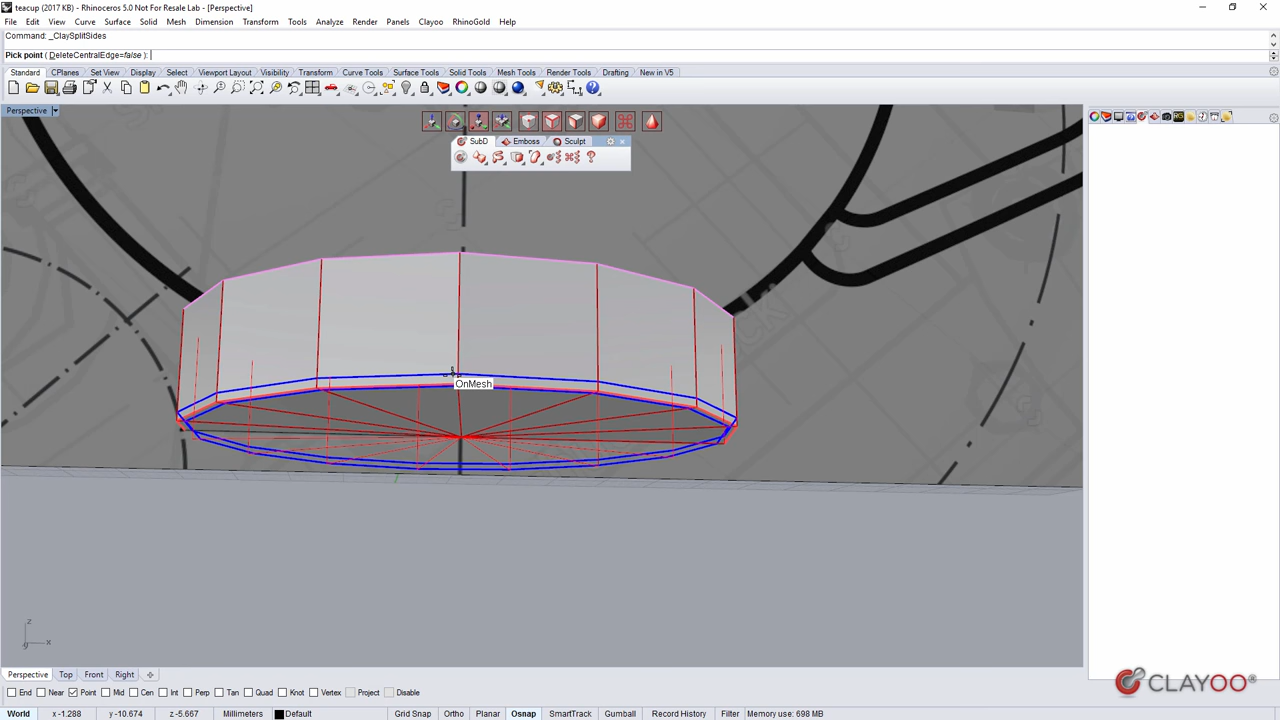 teacup (2017 KB) - Rhinoceros 5.0 Not For Resale Lab - [Perspective]
File Edit View Curve Surface Solid Mesh Dimension Transform Tools Analyze Render Panels Clayoo RhinoGold Help
Command: _ClaySplitSides
Pick point ( DeleteCentralEdge=false ):
Standard CPlanes Set View Display Select Viewport Layout Visibility Transform Curve Tools Surface Tools Solid Tools Mesh Tools Render Tools Drafting New in V5
Perspective
SubD Emboss Sculpt
OnMesh
z
x
Perspective Top Front Right
End Near Point Mid Cen Int Perp Tan Quad Knot Vertex Project Disable
CLAYOO®
World x -1.288 y -10.674 z -5.667 Millimeters Default Grid Snap Ortho Planar Osnap SmartTrack Gumball Record History Filter Memory use: 698 MB